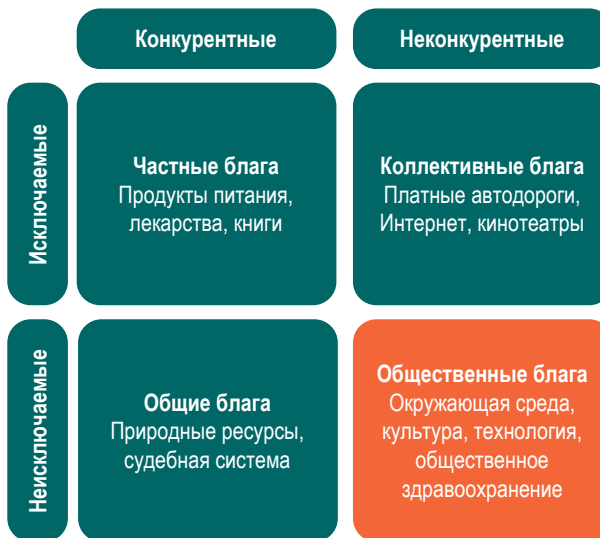 Конкурентные
Неконкурентные
Исключаемые
Частные блага
Продукты питания,
лекарства, книги
Коллективные блага
Платные автодороги,
Интернет, кинотеатры
Неисключаемые
Общие блага
Природные ресурсы,
судебная система
Общественные блага
Окружающая среда,
культура, технология,
общественное
здравоохранение